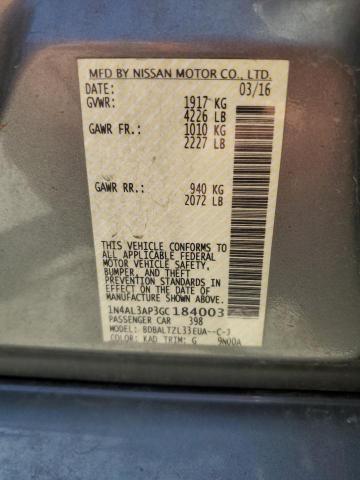 MFD BY NISSAN MOTOR CO., LTD.
DATE: 03/16
GVWR: 1917 KG
4226 LB
GAWR FR.: 1010 KG
2227 LB
GAWR RR.: 940 KG
2072 LB
THIS VEHICLE CONFORMS TO
ALL APPLICABLE FEDERAL
MOTOR VEHICLE SAFETY,
BUMPER, AND THEFT
PREVENTION STANDARDS IN
EFFECT ON THE DATE OF
MANUFACTURE SHOWN ABOVE.
1N4AL3AP3GC184003
PASSENGER CAR 398
MODEL: BDBALTZL33EUA--C-J
COLOR: KAD TRIM: G 9N00A